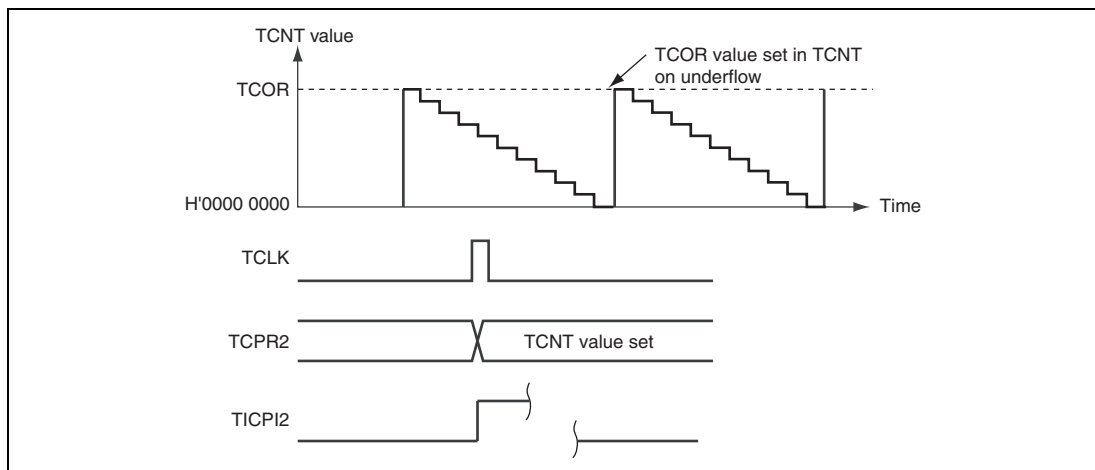 TCNT value
TCOR value set in TCNT
on underflow
TCOR
H'0000 0000
Time
TCLK
TCPR2
TCNT value set
TICPI2